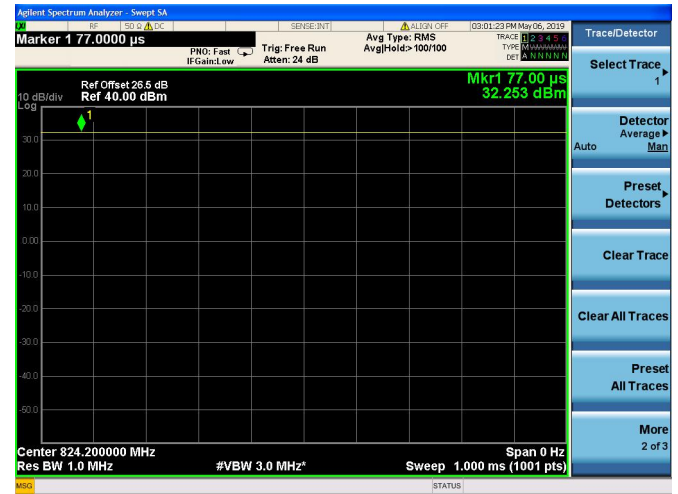 Agilent Spectrum Analyzer - Swept SA
LXI RF 50 Ω DC SENSE:INT ALIGN OFF 03:01:23 PM May 06, 2019
Marker 1 77.0000 µs
PNO: Fast
IFGain:Low
Trig: Free Run
Atten: 24 dB
Avg Type: RMS
Avg|Hold:>100/100
TRACE 1 2 3 4 5 6
TYPE M
DET A N N N N N
Ref Offset 26.5 dB
10 dB/div Ref 40.00 dBm
Log
Mkr1 77.00 µs
32.253 dBm
1
30.0
20.0
10.0
0.00
-10.0
-20.0
-30.0
-40.0
-50.0
Center 824.200000 MHz Span 0 Hz
Res BW 1.0 MHz #VBW 3.0 MHz* Sweep 1.000 ms (1001 pts)
MSG STATUS
Trace/Detector
Select Trace
1
Detector
Average
Auto Man
Preset
Detectors
Clear Trace
Clear All Traces
Preset
All Traces
More
2 of 3